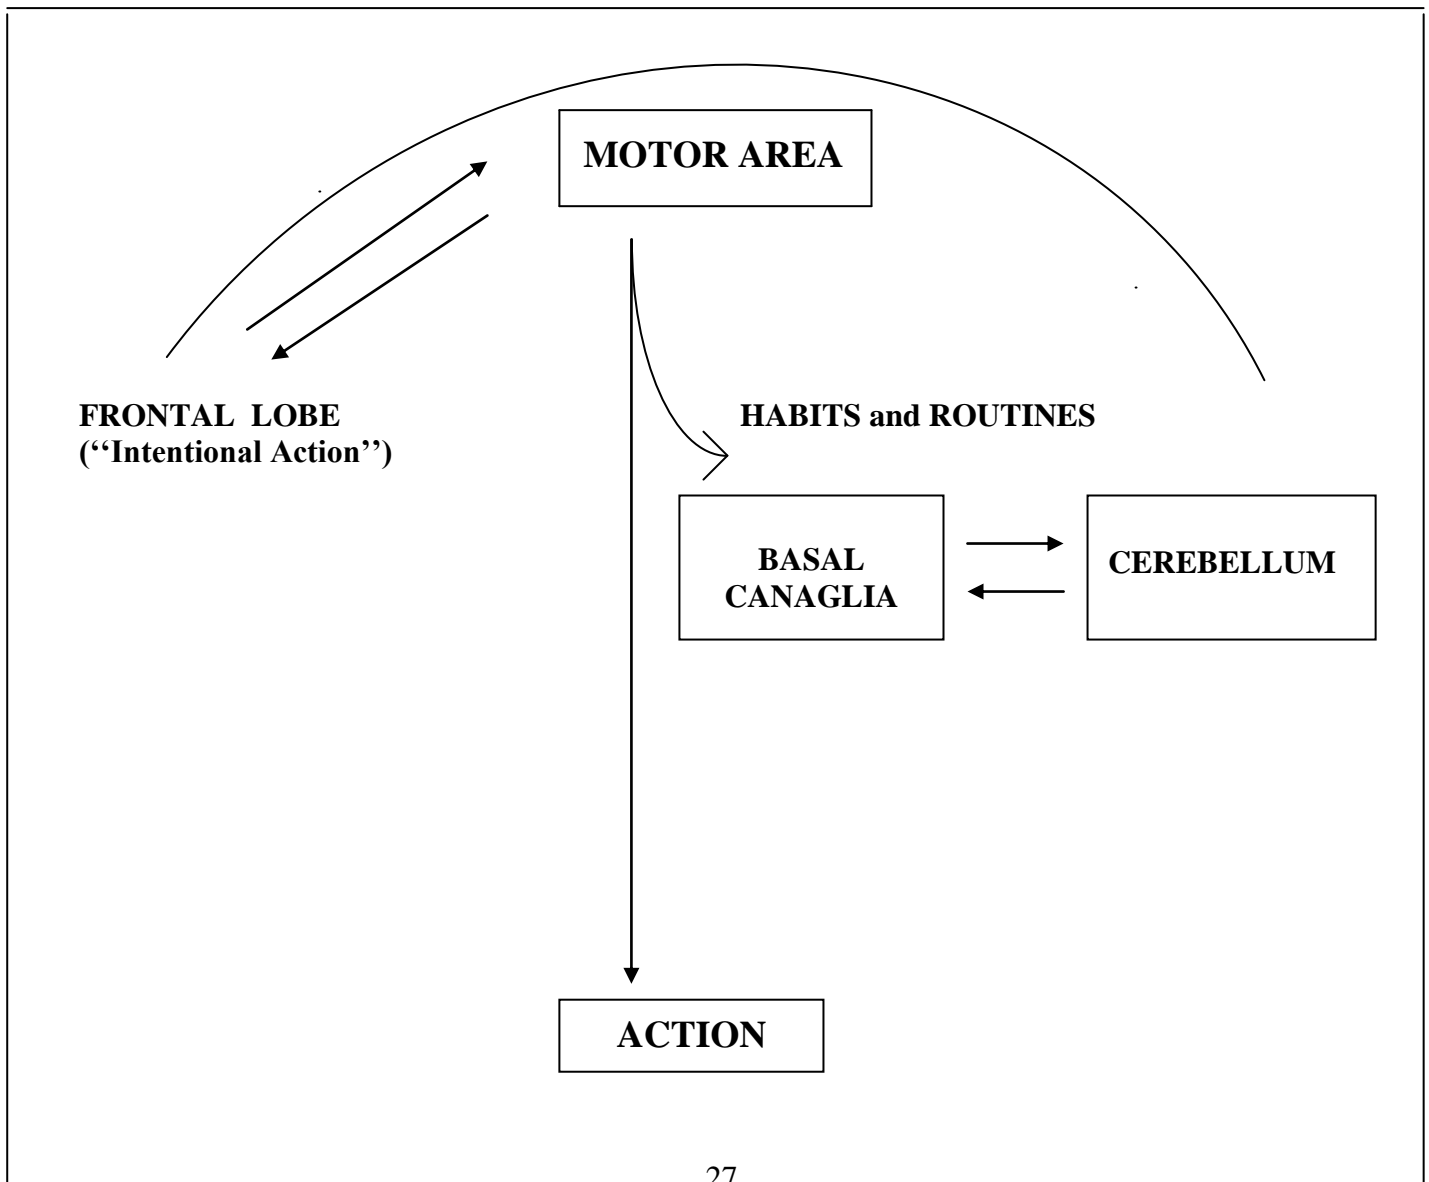 MOTOR AREA
FRONTAL LOBE
(‘‘Intentional Action’’)
HABITS and ROUTINES
BASAL
CANAGLIA
CEREBELLUM
ACTION
27